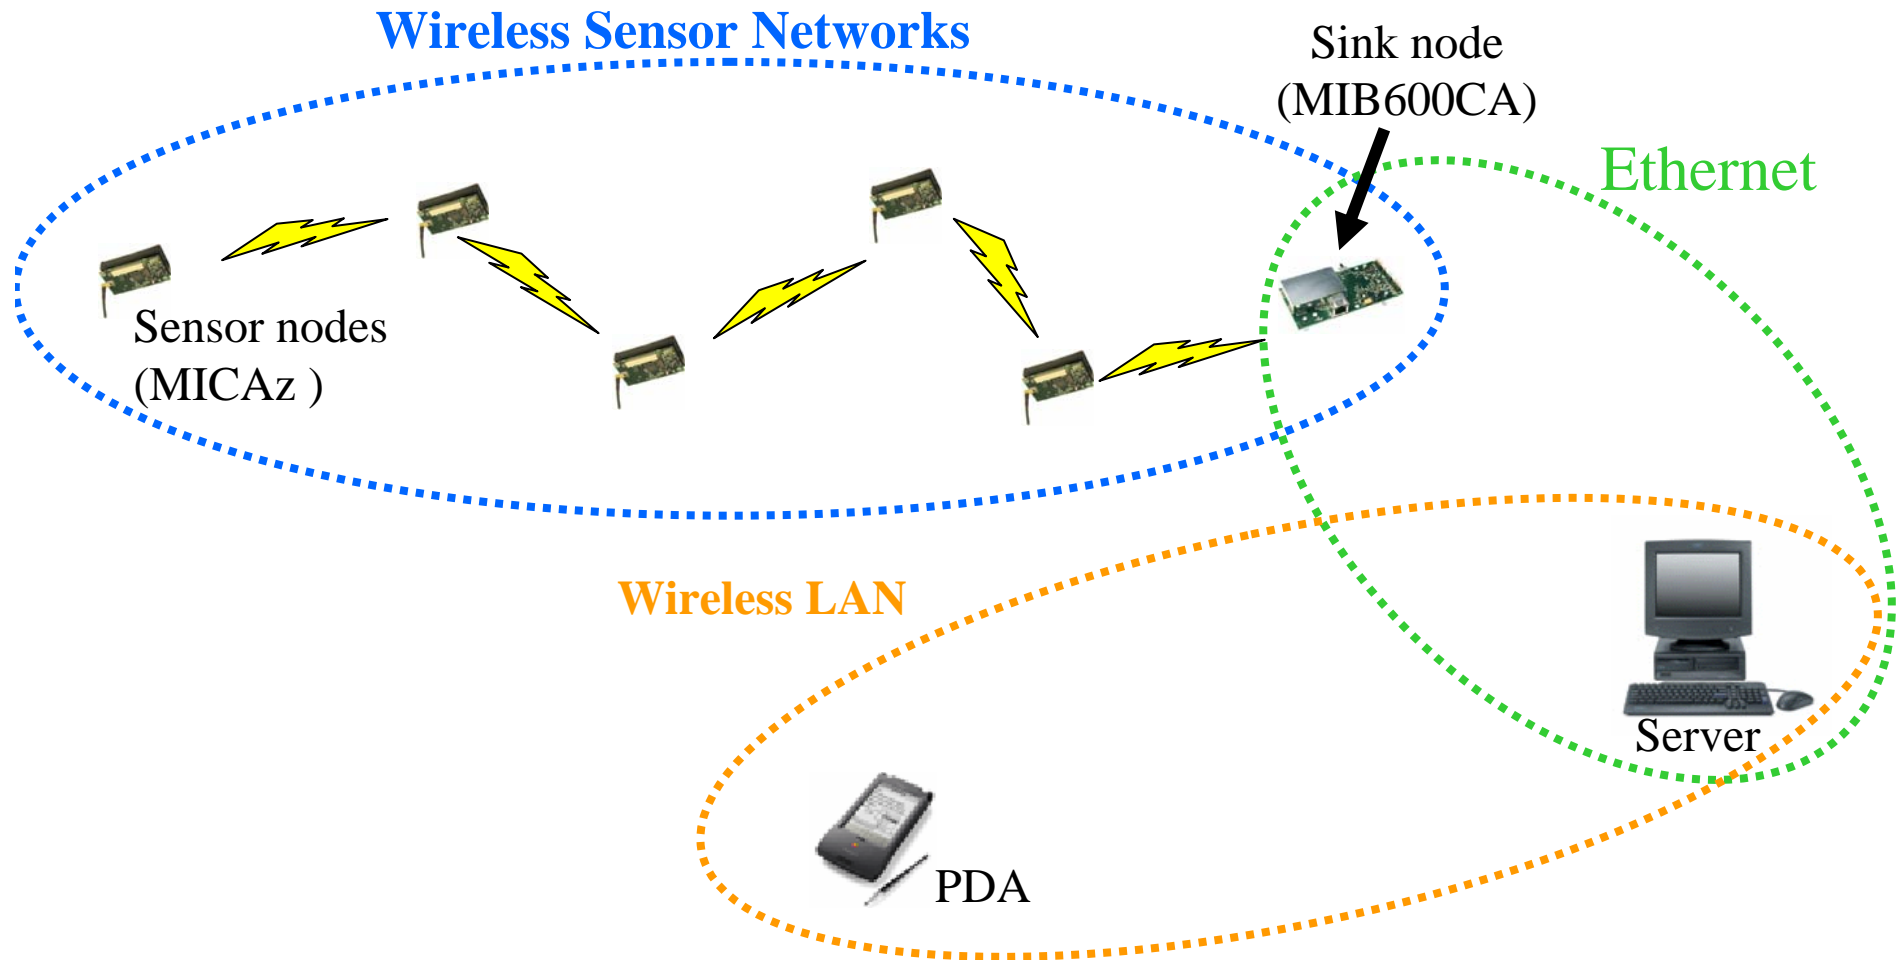 Wireless Sensor Networks
Sink node
(MIB600CA)
Ethernet
Sensor nodes
(MICAz )
Wireless LAN
Server
PDA